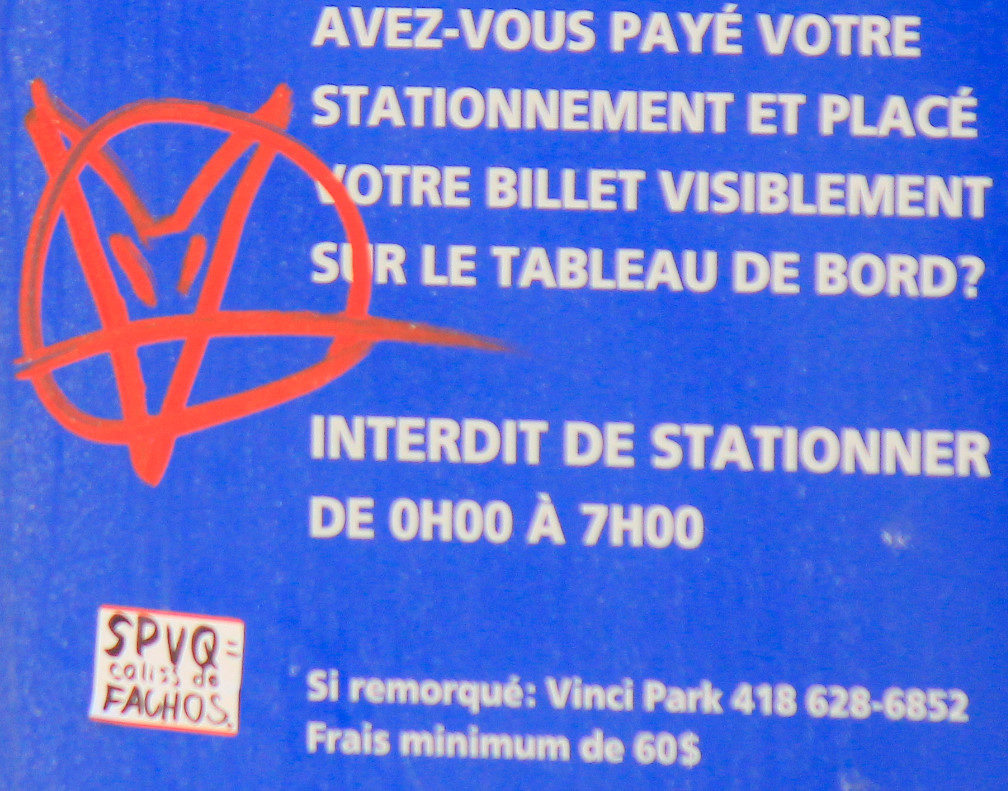 AVEZ-VOUS PAYÉ VOTRE
STATIONNEMENT ET PLACÉ
VOTRE BILLET VISIBLEMENT
SUR LE TABLEAU DE BORD?
INTERDIT DE STATIONNER
DE 0H00 À 7H00
SPVQ=
caliss de
FACHOS.
Si remorqué: Vinci Park 418 628-6852
Frais minimum de 60$